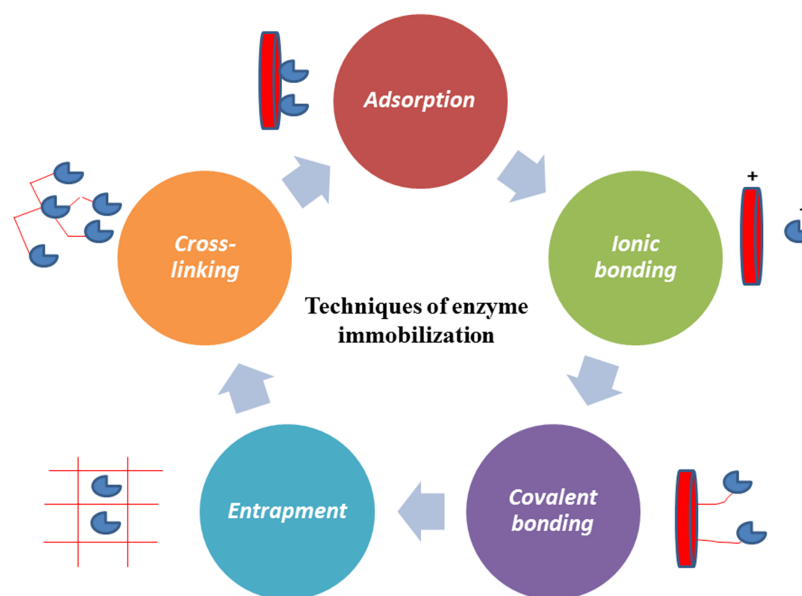 Adsorption
+
Ionic
bonding
-
Covalent
bonding
Entrapment
Cross-
linking
Techniques of enzyme
immobilization